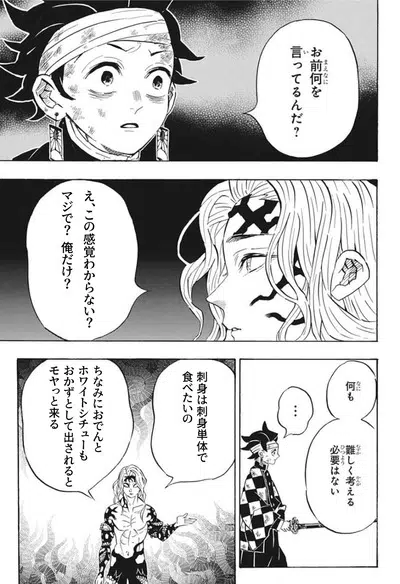 お前何を
言ってるんだ？
え、この感覚わからない？
マジで？ 俺だけ？
何も
難しく考える
必要はない
…
刺身は刺身単体で
食べたいの
ちなみにおでんと
ホワイトシチューも
おかずとして出されると
モヤっと来る